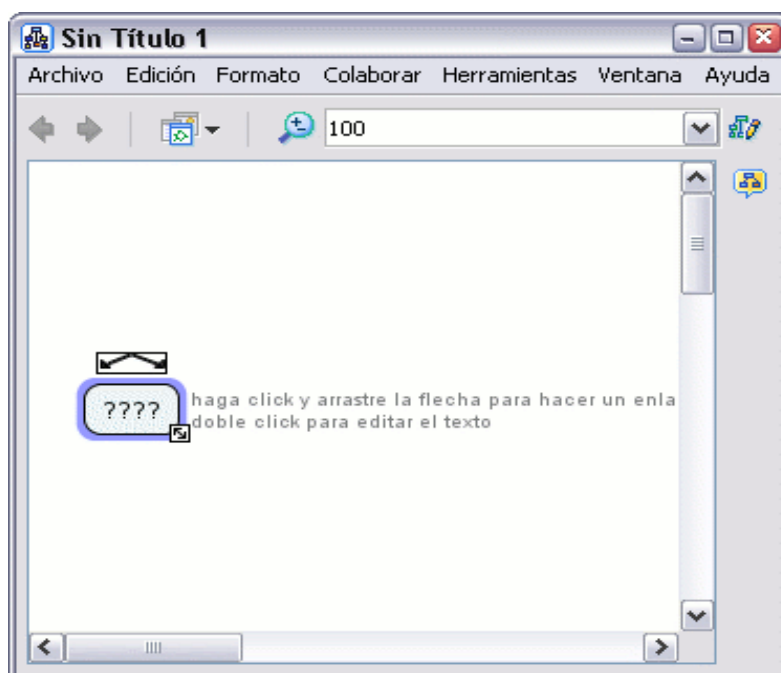 Sin Título 1
Archivo Edición Formato Colaborar Herramientas Ventana Ayuda
100
????
haga click y arrastre la flecha para hacer un enla
doble click para editar el texto